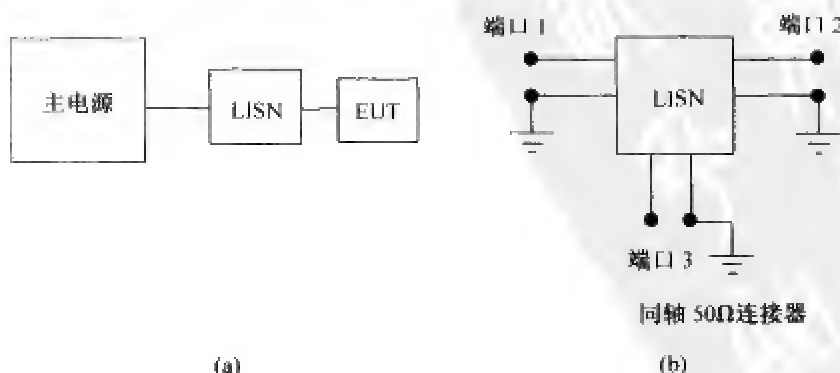 端口 1
端口 2
主电源
LISN
EUT
LISN
端口 3
同轴 50Ω连接器
(a)
(b)